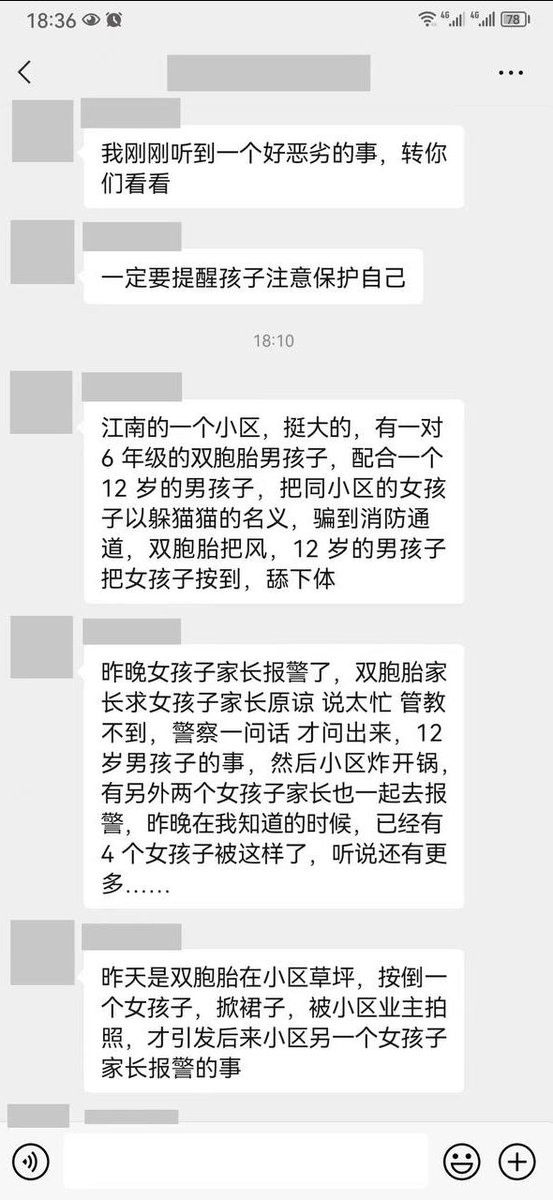 18:36
4G
4G
78
我刚刚听到一个好恶劣的事，转你
们看看
一定要提醒孩子注意保护自己
18:10
江南的一个小区，挺大的，有一对
6 年级的双胞胎男孩子，配合一个
12 岁的男孩子，把同小区的女孩
子以躲猫猫的名义，骗到消防通
道，双胞胎把风，12 岁的男孩子
把女孩子按到，舔下体
昨晚女孩子家长报警了，双胞胎家
长求女孩子家长原谅 说太忙 管教
不到，警察一问话 才问出来，12
岁男孩子的事，然后小区炸开锅，
有另外两个女孩子家长也一起去报
警，昨晚在我知道的时候，已经有
4 个女孩子被这样了，听说还有更
多……
昨天是双胞胎在小区草坪，按倒一
个女孩子，掀裙子，被小区业主拍
照，才引发后来小区另一个女孩子
家长报警的事